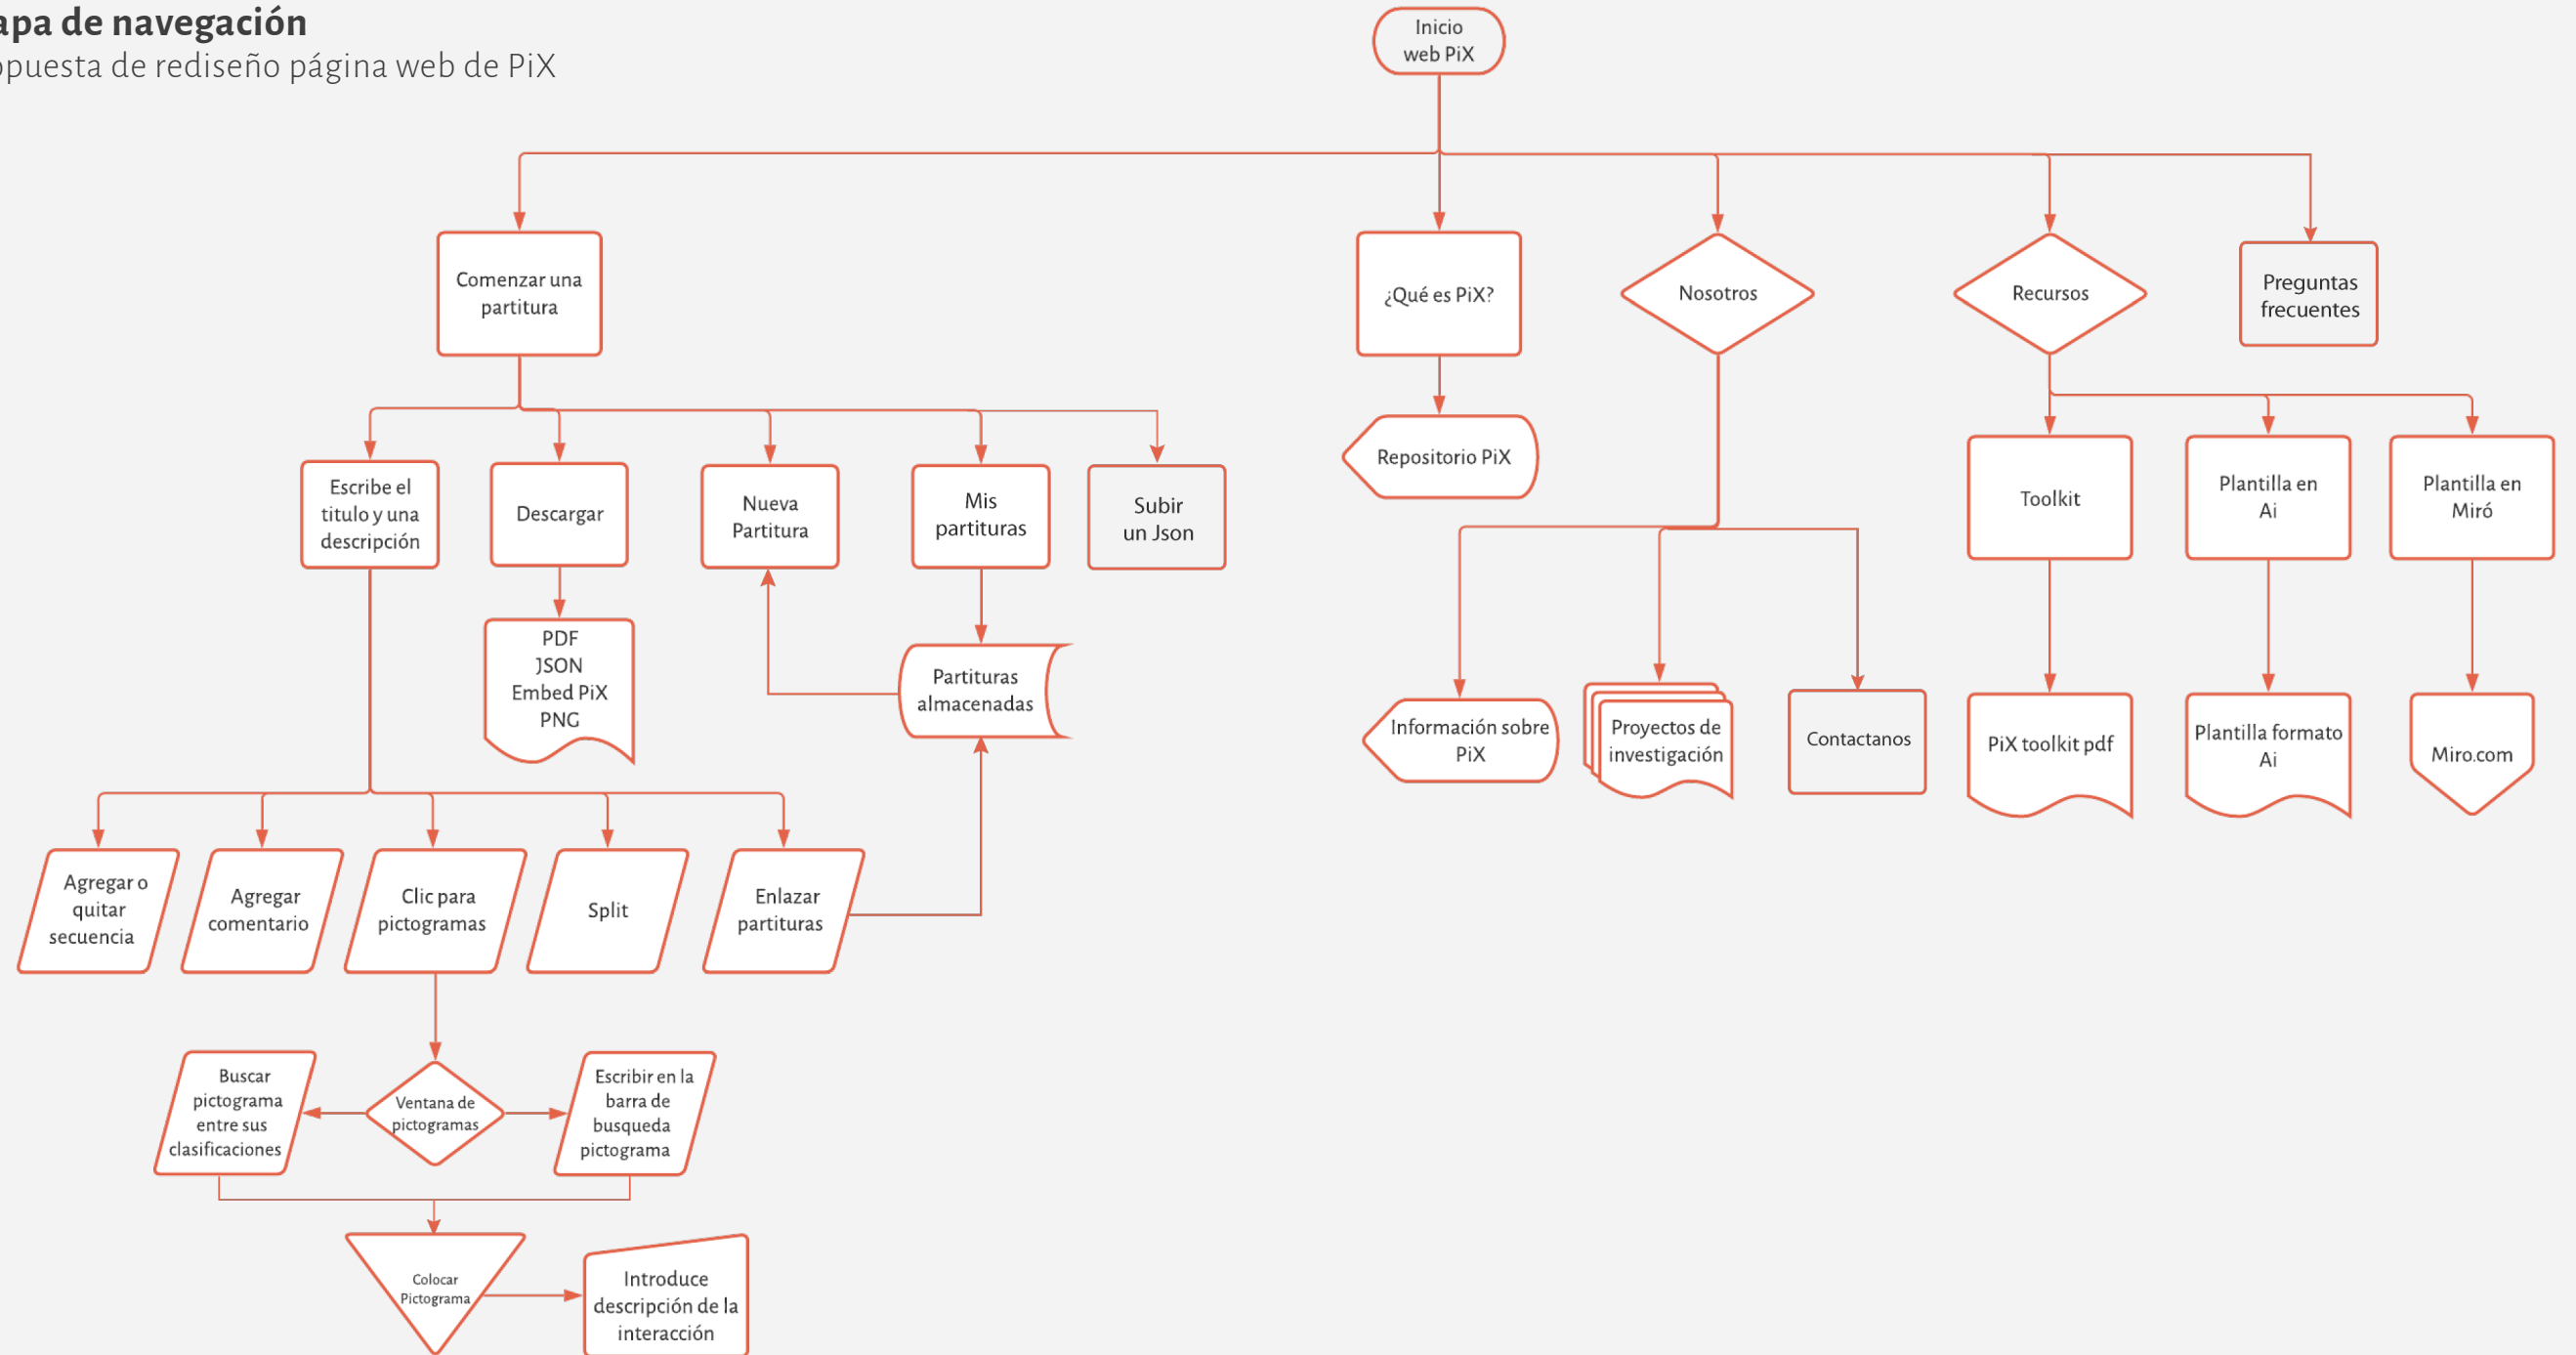 apa de navegación
opuesta de rediseño página web de PiX
Inicio
web PiX
Comenzar una
partitura
¿Qué es PiX?
Nosotros
Recursos
Preguntas
frecuentes
Escribe el
titulo y una
descripción
Descargar
Nueva
Partitura
Mis
partituras
Subir
un Json
Repositorio PiX
Toolkit
Plantilla en
Ai
Plantilla en
Miró
PDF
JSON
Embed PiX
PNG
Partituras
almacenadas
Información sobre
PiX
Proyectos de
investigación
Contactanos
PiX toolkit pdf
Plantilla formato
Ai
Miro.com
Agregar o
quitar
secuencia
Agregar
comentario
Clic para
pictogramas
Split
Enlazar
partituras
Buscar
pictograma
entre sus
clasificaciones
Ventana de
pictogramas
Escribir en la
barra de
busqueda
pictograma
Colocar
Pictograma
Introduce
descripción de la
interacción